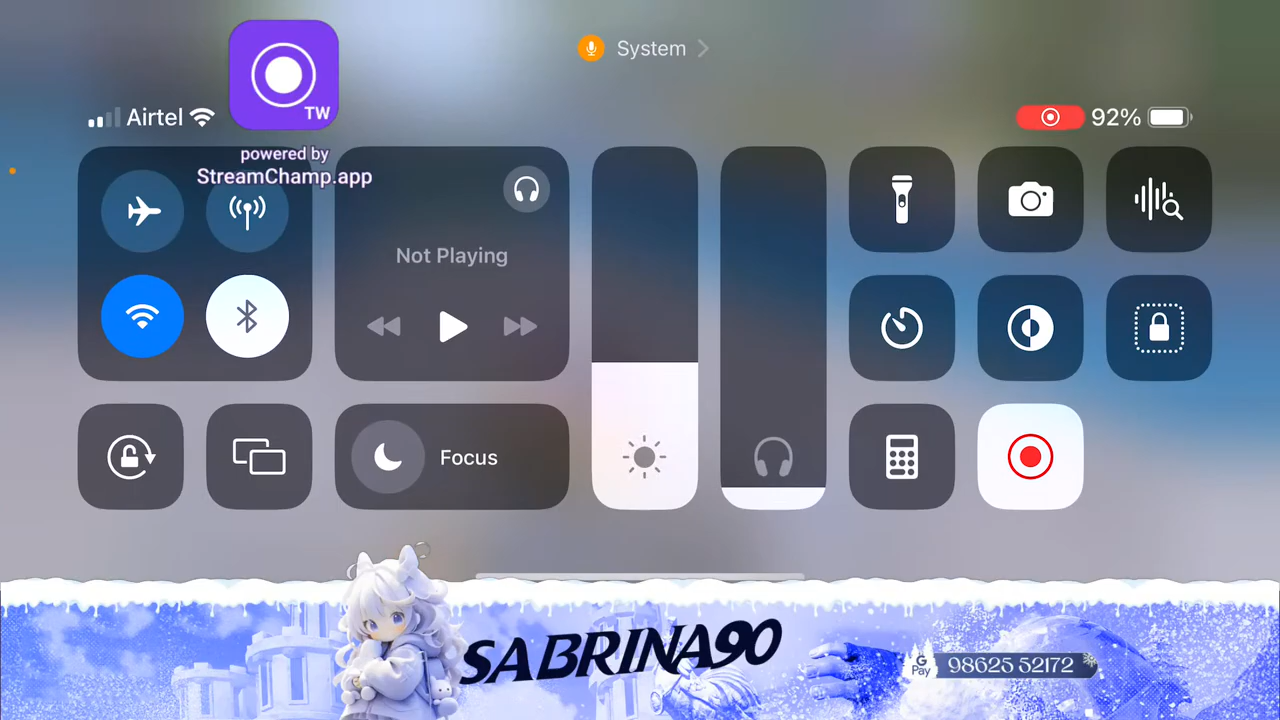 System
TW
Airtel
92%
powered by
StreamChamp.app
Not Playing
Focus
SABRINA90
G Pay
98625 52172